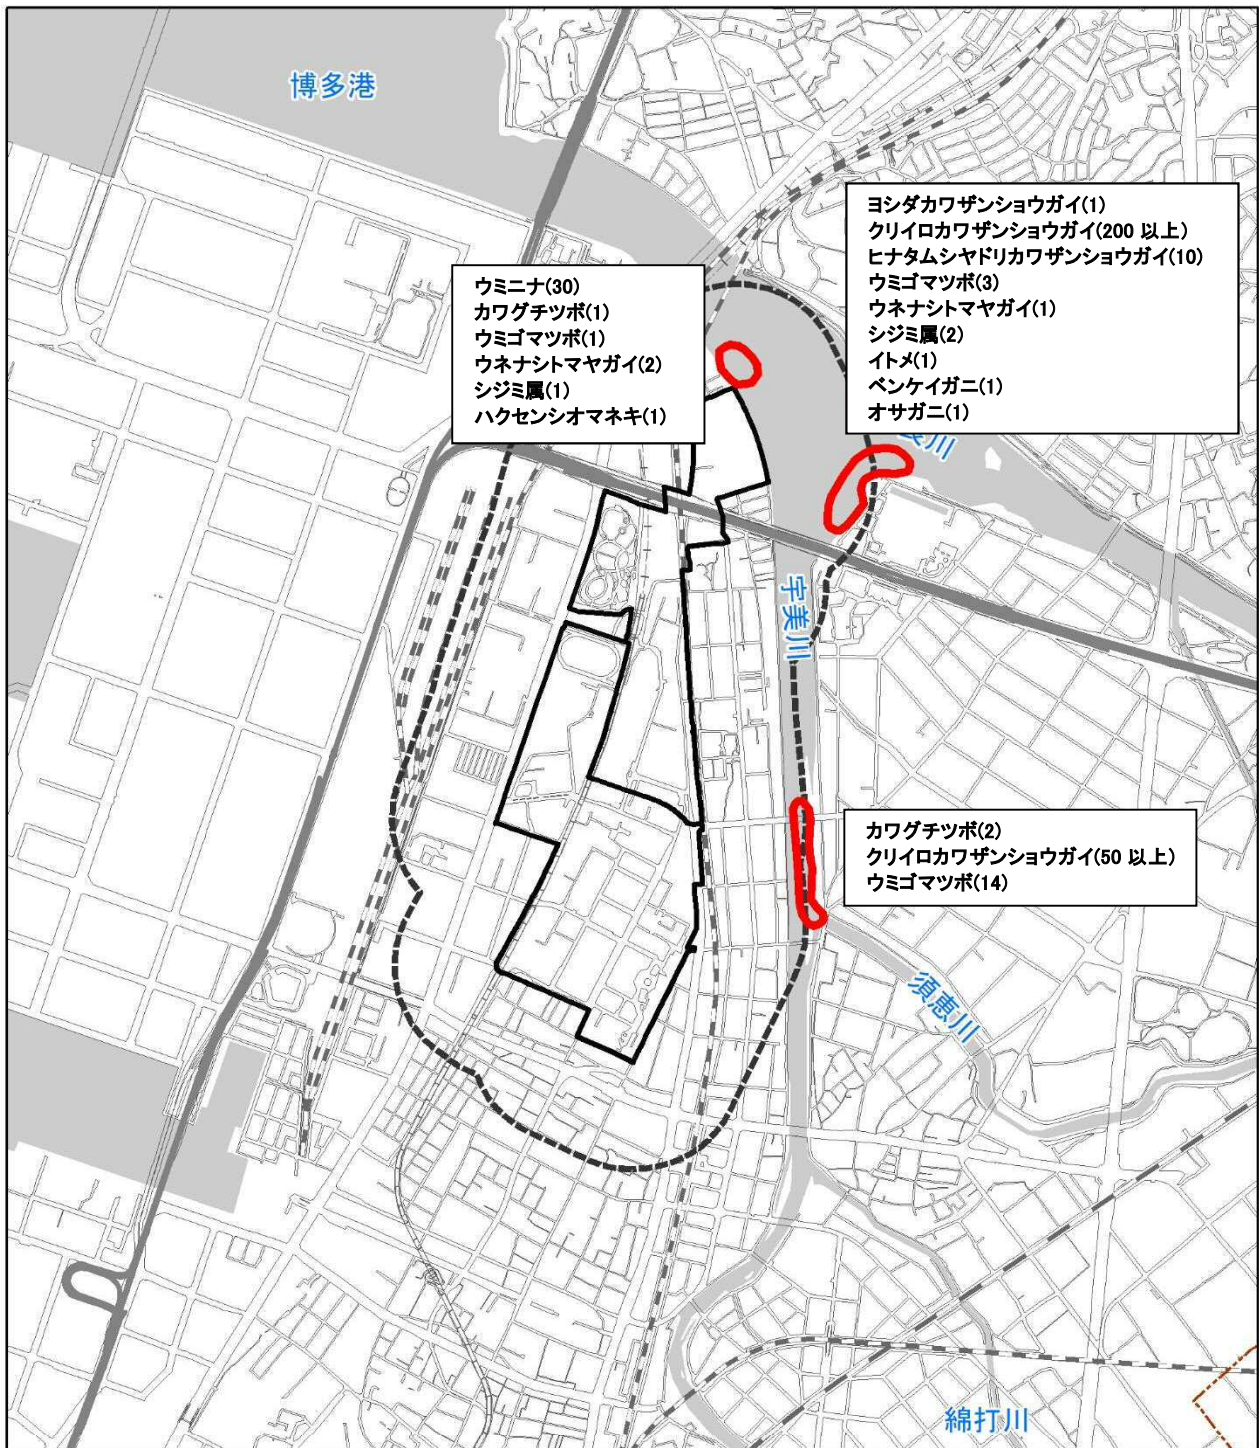 博多港
ヨシダカワザンショウガイ(1)
クリイロカワザンショウガイ(200 以上)
ヒナタムシヤドリカワザンショウガイ(10)
ウミゴマツボ(3)
ウネナシトマヤガイ(1)
シジミ属(2)
イトメ(1)
ベンケイガニ(1)
オサガニ(1)
ウミニナ(30)
カワグチツボ(1)
ウミゴマツボ(1)
ウネナシトマヤガイ(2)
シジミ属(1)
ハクセンシオマネキ(1)
川
宇美川
カワグチツボ(2)
クリイロカワザンショウガイ(50 以上)
ウミゴマツボ(14)
須恵川
綿打川